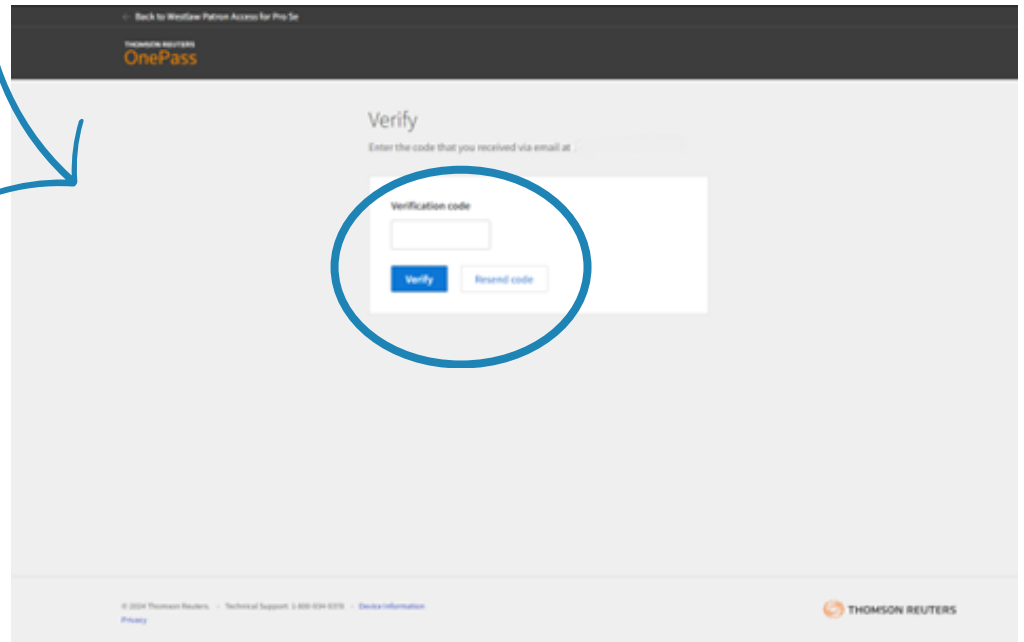 ← Back to Westlaw Patron Access for Pro Se
THOMSON REUTERS
OnePass
Verify
Enter the code that you received via email at
Verification code
Verify
Resend code
© 2024 Thomson Reuters. - Technical Support: - Device Information
Privacy
THOMSON REUTERS